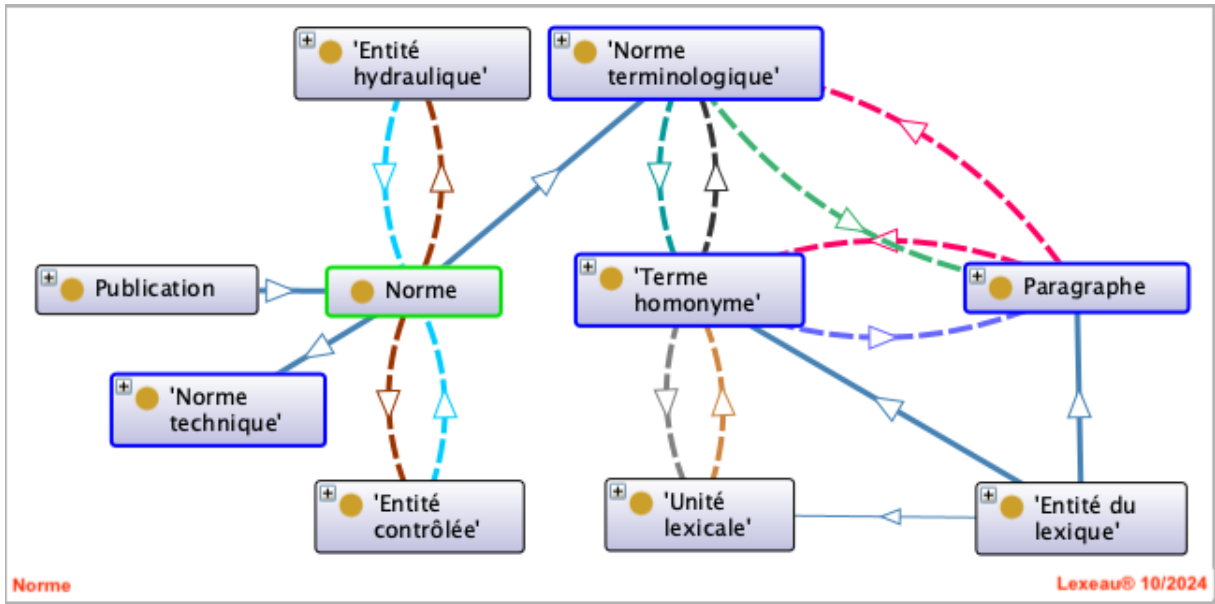 'Entité
hydraulique'
'Norme
terminologique'
Publication
Norme
'Terme
homonyme'
Paragraphe
'Norme
technique'
'Entité
contrôlée'
'Unité
lexicale'
'Entité du
lexique'
Norme
Lexeau® 10/2024